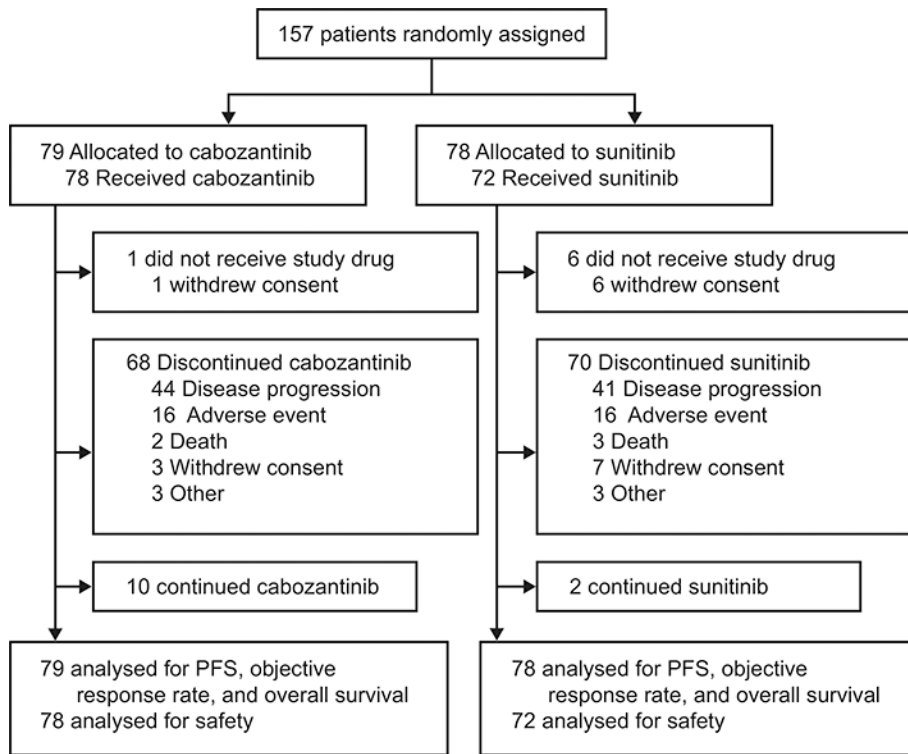 157 patients randomly assigned
79 Allocated to cabozantinib
78 Received cabozantinib
78 Allocated to sunitinib
72 Received sunitinib
1 did not receive study drug
1 withdrew consent
6 did not receive study drug
6 withdrew consent
68 Discontinued cabozantinib
44 Disease progression
16 Adverse event
2 Death
3 Withdrew consent
3 Other
70 Discontinued sunitinib
41 Disease progression
16 Adverse event
3 Death
7 Withdrew consent
3 Other
10 continued cabozantinib
2 continued sunitinib
79 analysed for PFS, objective
response rate, and overall survival
78 analysed for safety
78 analysed for PFS, objective
response rate, and overall survival
72 analysed for safety